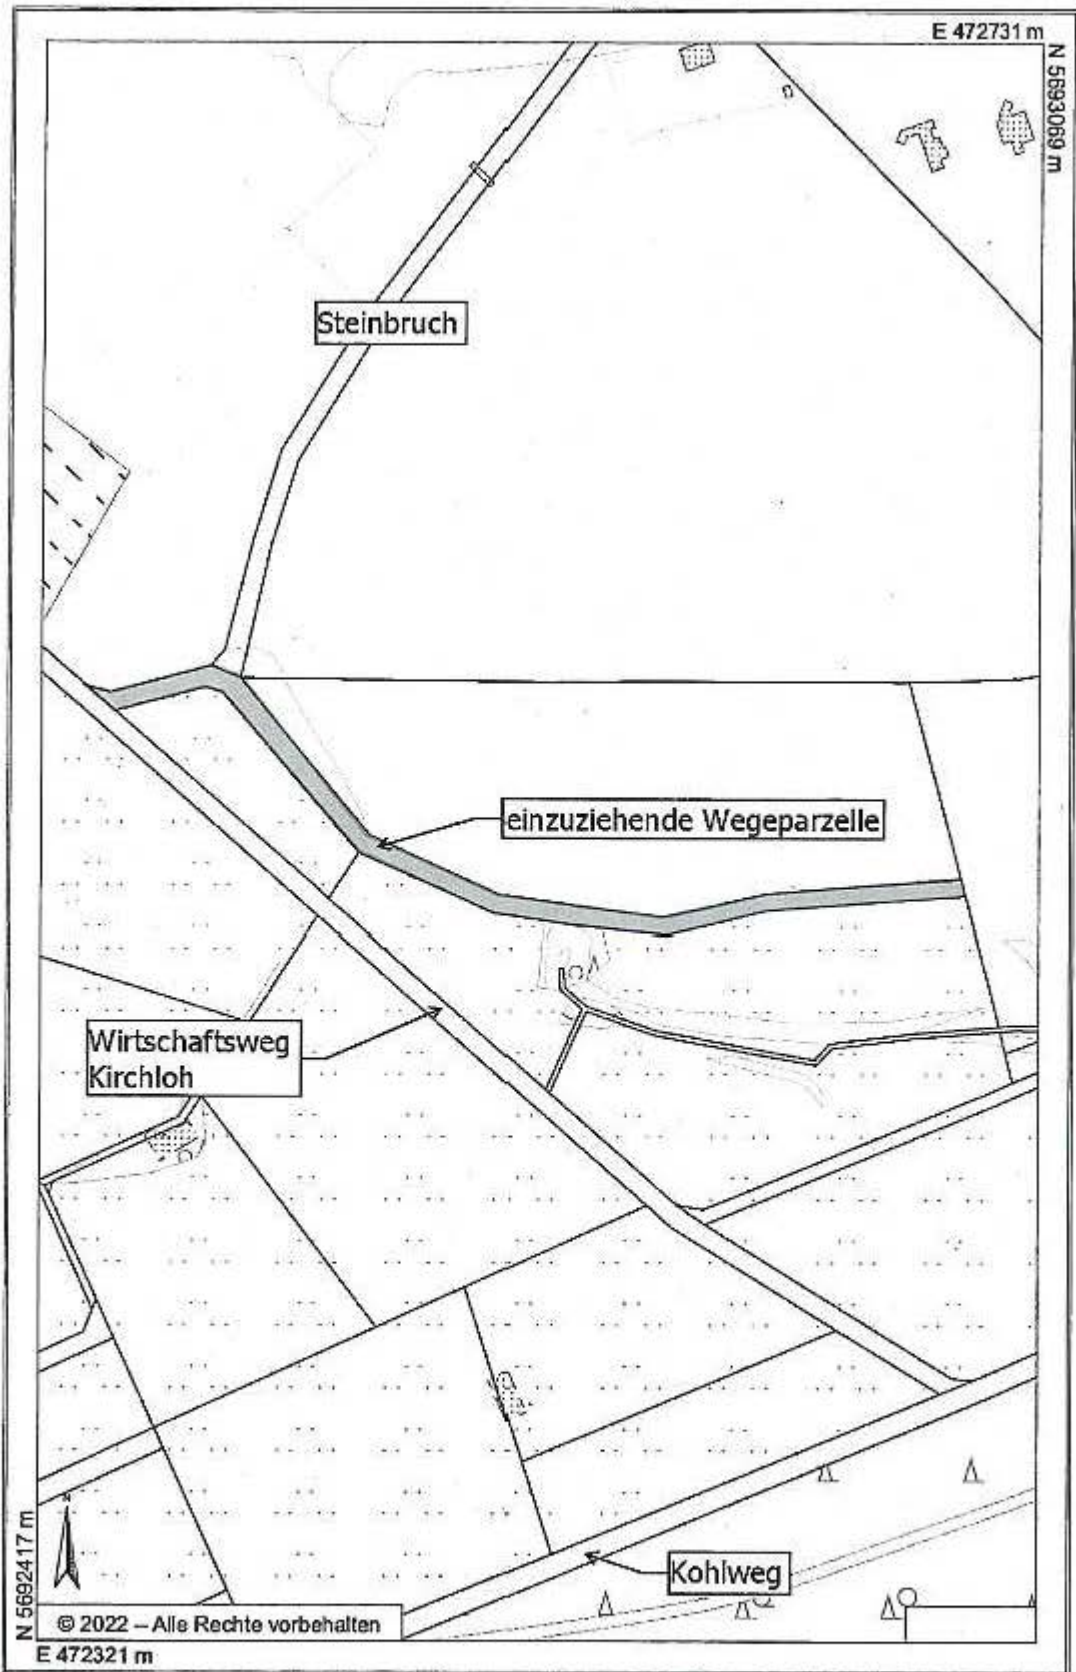 E 472731 m
N 5693069 m
Steinbruch
einzuziehende Wegeparzelle
Wirtschaftsweg
Kirchloh
Kohlweg
N
N 5692417 m
© 2022 – Alle Rechte vorbehalten
E 472321 m